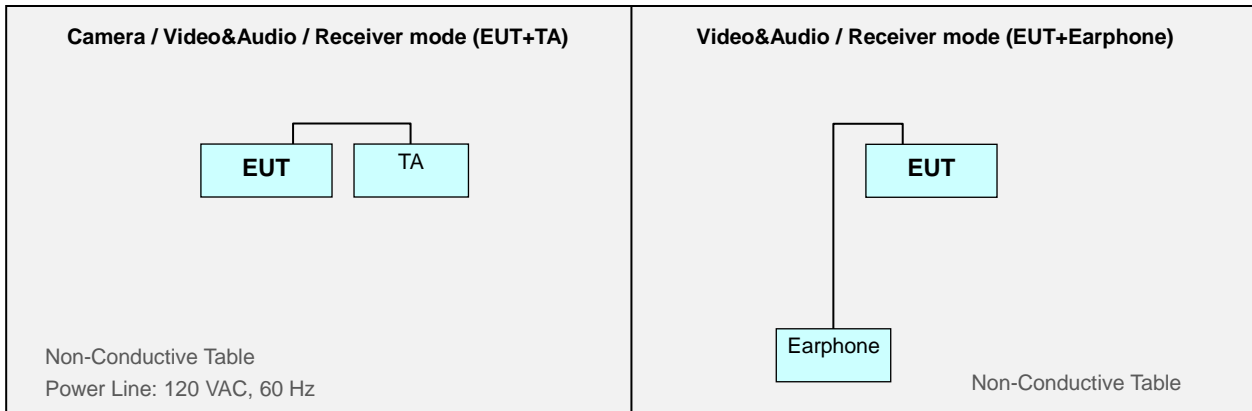 Camera / Video&Audio / Receiver mode (EUT+TA)
EUT
TA
Non-Conductive Table
Power Line: 120 VAC, 60 Hz
Video&Audio / Receiver mode (EUT+Earphone)
EUT
Earphone
Non-Conductive Table